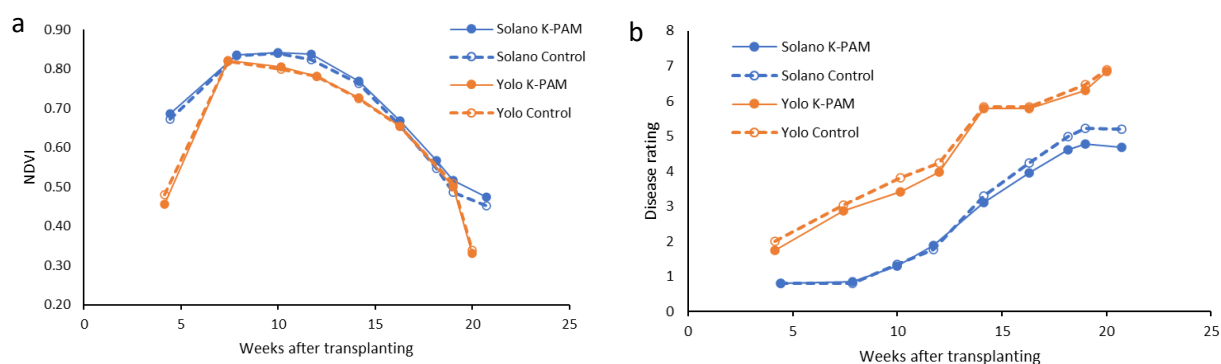 a
0.90
0.80
0.70
0.60
0.50
0.40
0.30
0.20
NDVI
0 5 10 15 20 25
Weeks after transplanting
Solano K-PAM
Solano Control
Yolo K-PAM
Yolo Control
b
8
7
6
5
4
3
2
1
0
Disease rating
0 5 10 15 20 25
Weeks after transplanting
Solano K-PAM
Solano Control
Yolo K-PAM
Yolo Control